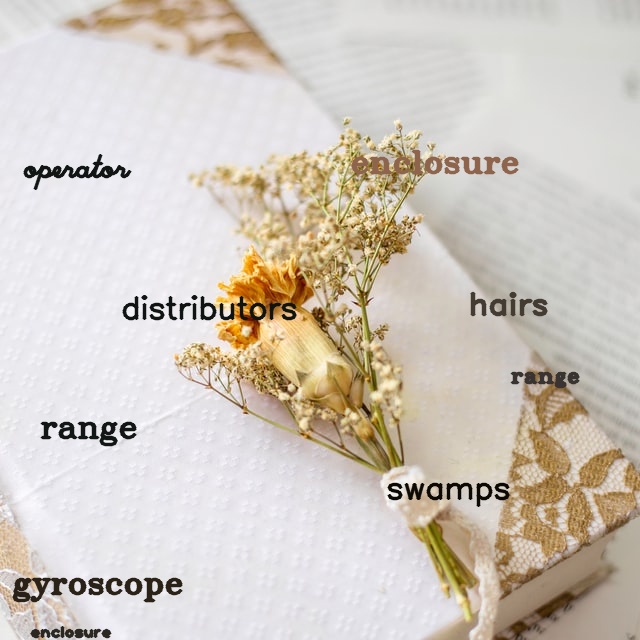 operator
enclosure
distributors
hairs
range
range
swamps
gyroscope
enclosure